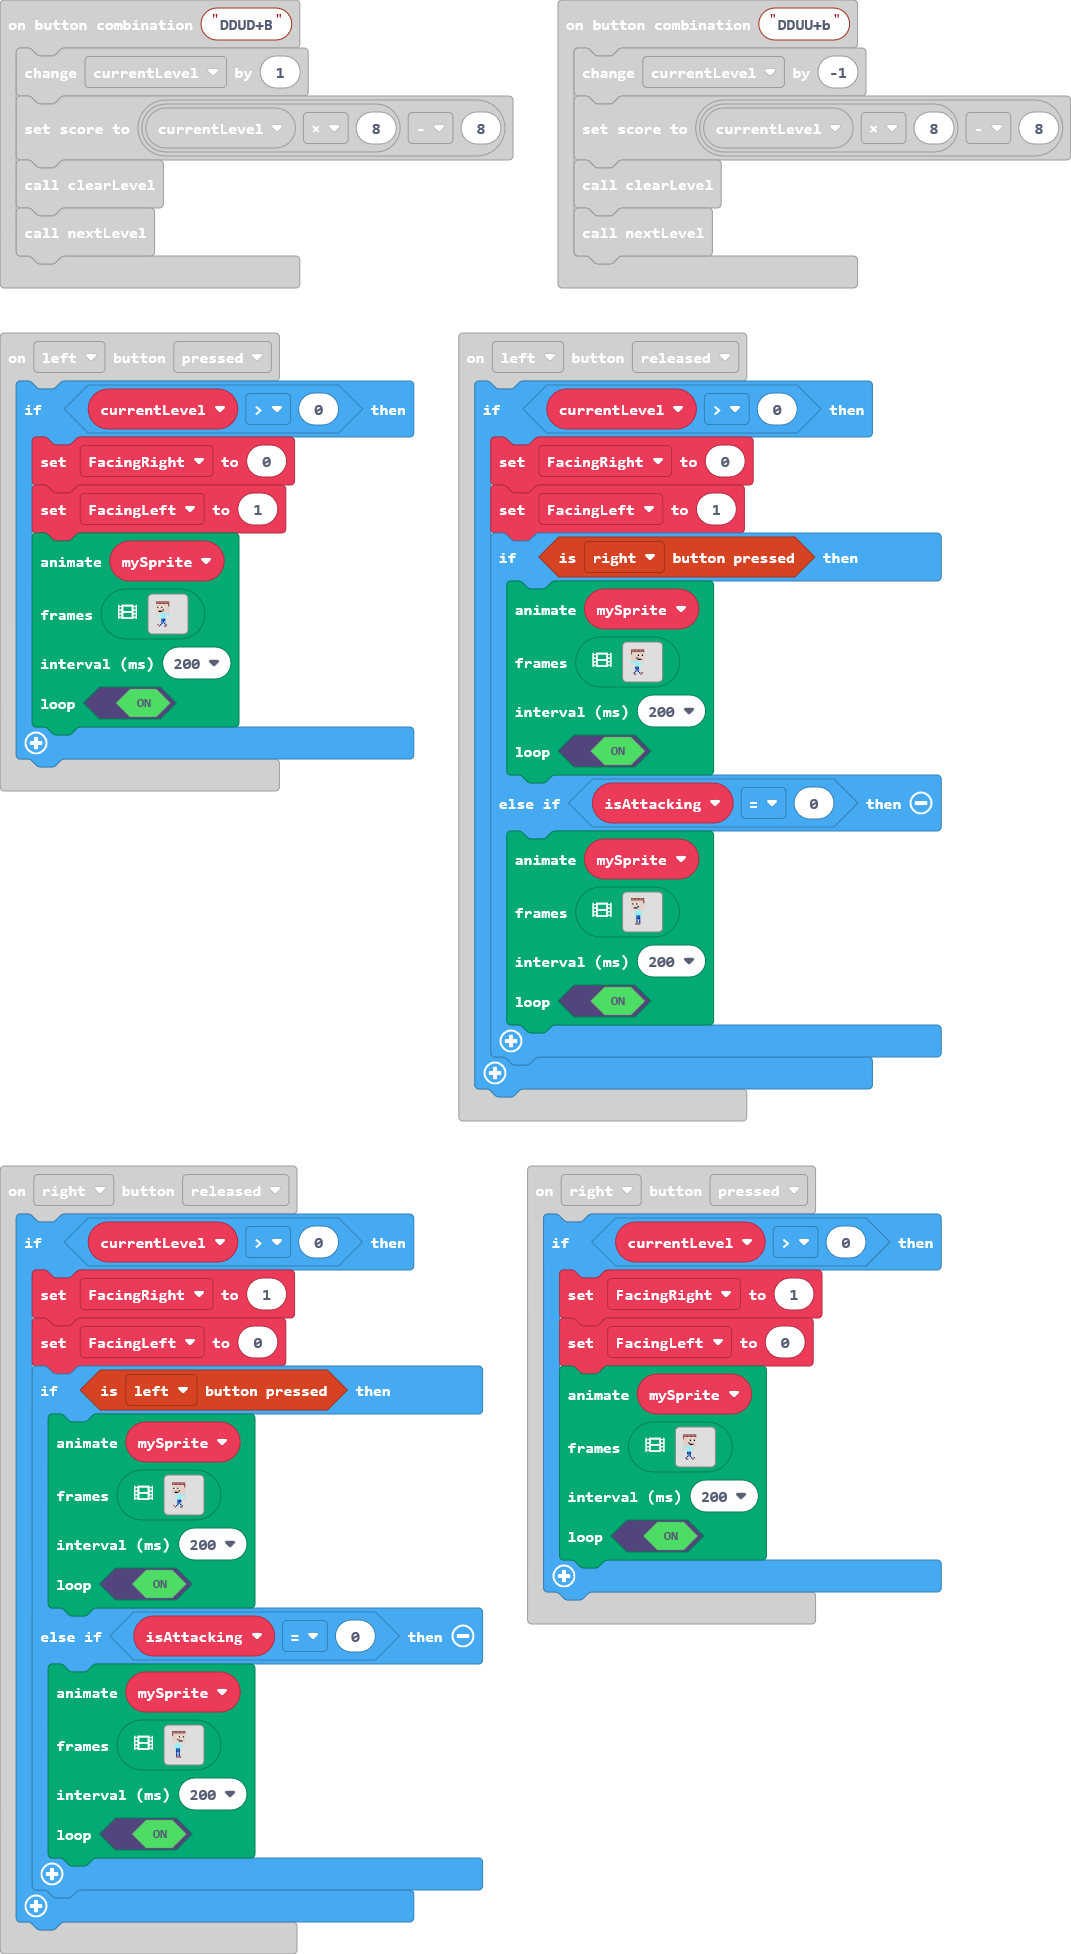 on button combination "DDUD+B"
change currentLevel by 1
set score to currentLevel × 8 - 8
call clearLevel
call nextLevel
on button combination "DDUU+b"
change currentLevel by -1
set score to currentLevel × 8 - 8
call clearLevel
call nextLevel
on left button pressed
if currentLevel > 0 then
set FacingRight to 0
set FacingLeft to 1
animate mySprite
frames
interval (ms) 200
loop ON
on left button released
if currentLevel > 0 then
set FacingRight to 0
set FacingLeft to 1
if is right button pressed then
animate mySprite
frames
interval (ms) 200
loop ON
else if isAttacking = 0 then
animate mySprite
frames
interval (ms) 200
loop ON
on right button released
if currentLevel > 0 then
set FacingRight to 1
set FacingLeft to 0
if is left button pressed then
animate mySprite
frames
interval (ms) 200
loop ON
else if isAttacking = 0 then
animate mySprite
frames
interval (ms) 200
loop ON
on right button pressed
if currentLevel > 0 then
set FacingRight to 1
set FacingLeft to 0
animate mySprite
frames
interval (ms) 200
loop ON